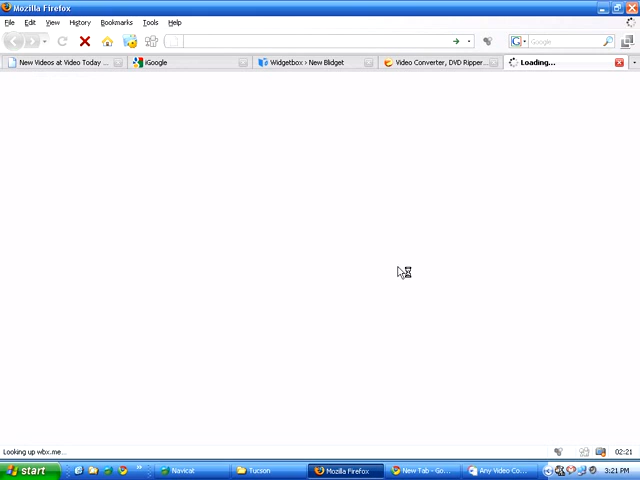 Mozilla Firefox
File Edit View History Bookmarks Tools Help
Google
New Videos at Video Today ...
iGoogle
Widgetbox › New Blidget
Video Converter, DVD Ripper...
Loading...
Looking up wbx.me...
02:21
start
Navicat
Tucson
Mozilla Firefox
New Tab - Go...
Any Video Co...
3:21 PM